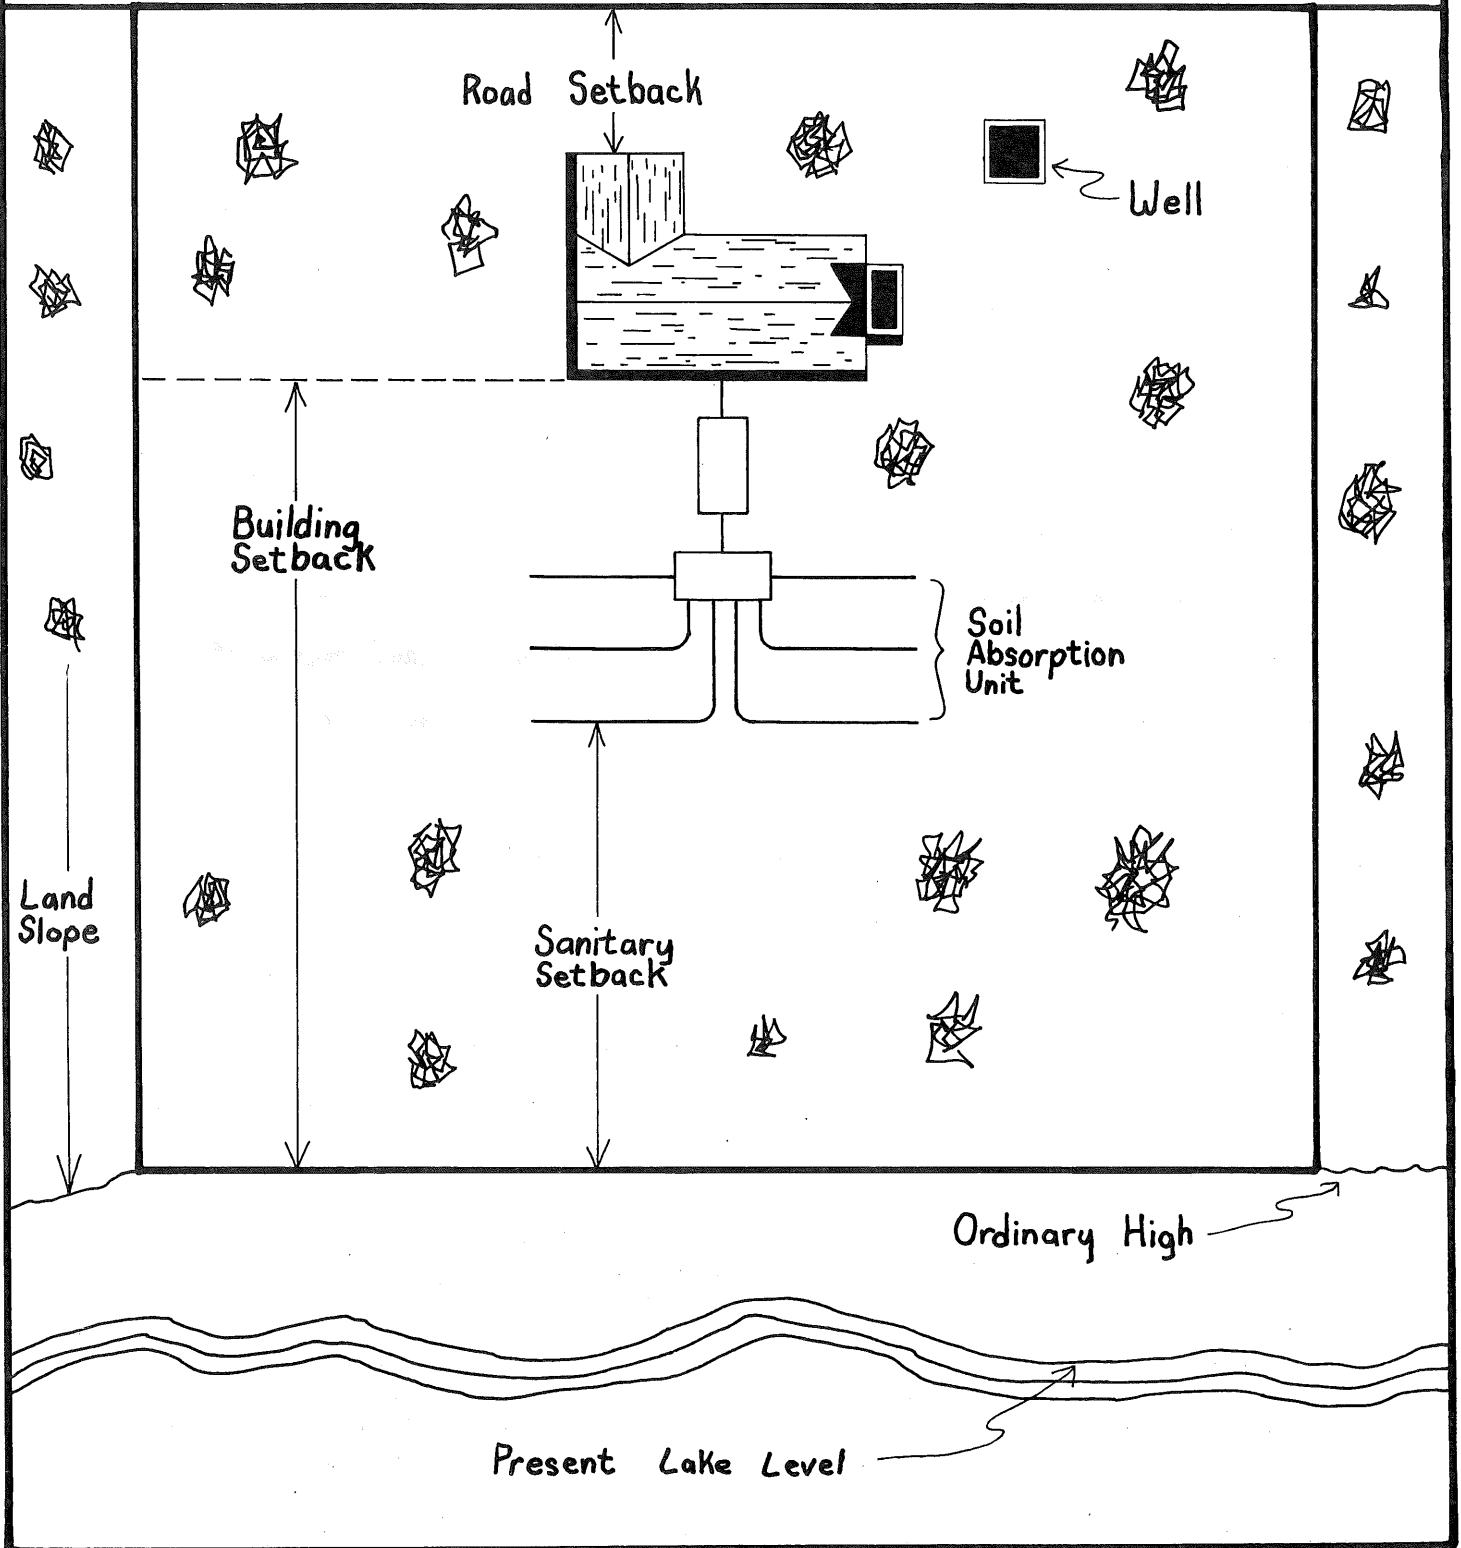 Road Setback
Well
Building
Setback
Soil
Absorption
Unit
Land
Slope
Sanitary
Setback
Ordinary High
Present Lake Level